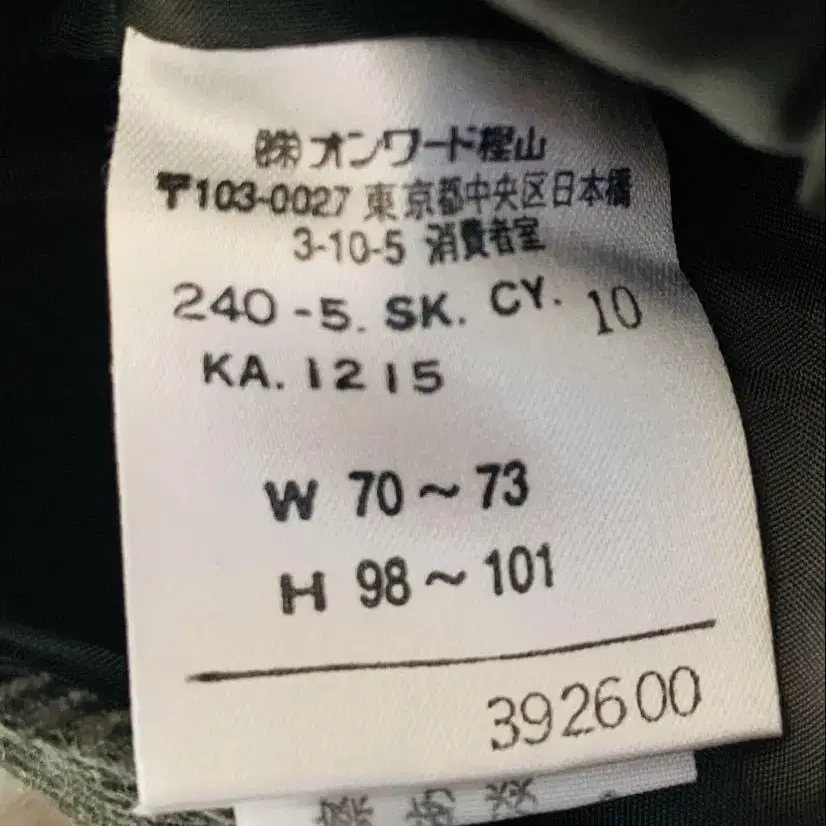 ㈱オンワード樫山
〒103-0027 東京都中央区日本橋
3-10-5 消費者室
240-5. SK. CY. 10
KA. 1215
W 70~73
H 98~101
392600